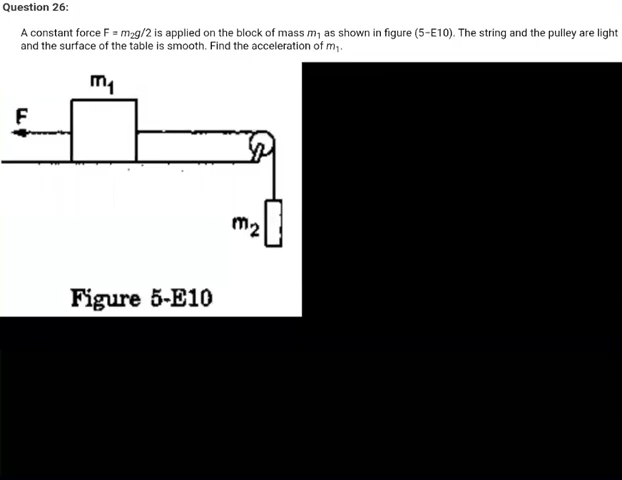 Question 26:
A constant force F = m₂g/2 is applied on the block of mass m₁ as shown in figure (5-E10). The string and the pulley are light
and the surface of the table is smooth. Find the acceleration of m₁.
m₁
F
m₂
Figure 5-E10